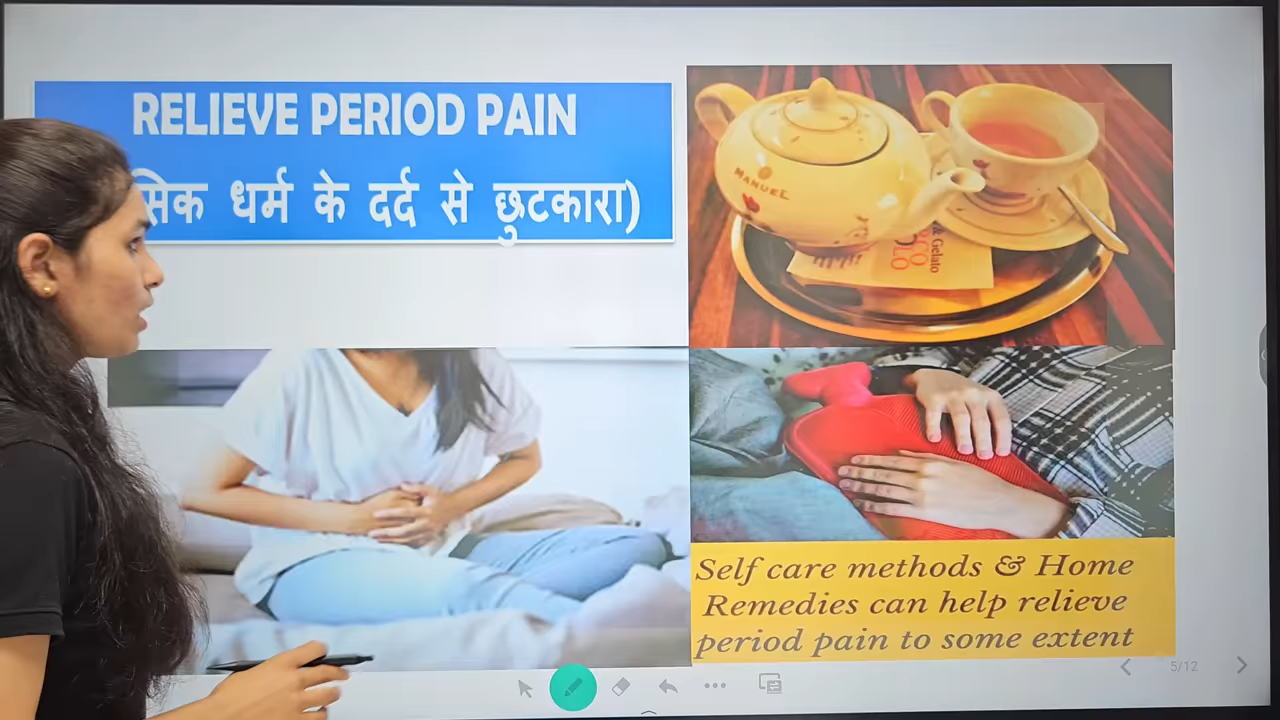 RELIEVE PERIOD PAIN
धर्म के दर्द से छुटकारा)
MANUEL
& Gelato
Self care methods & Home
Remedies can help relieve
period pain to some extent
5/12